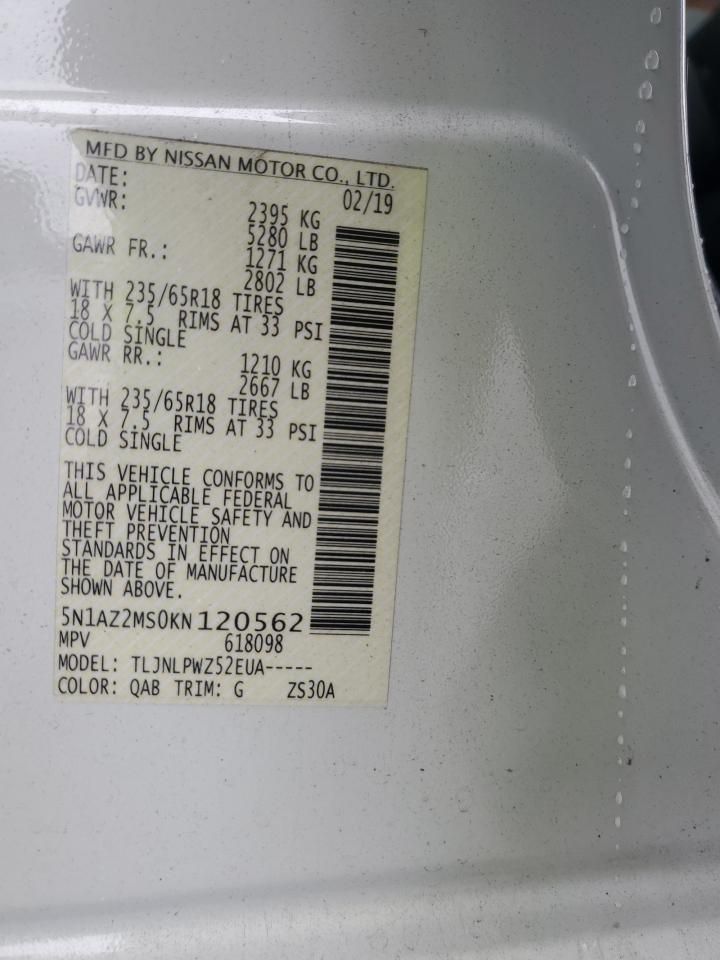 MFD BY NISSAN MOTOR CO., LTD.
DATE: 02/19
GVWR: 2395 KG
5280 LB
GAWR FR.: 1271 KG
2802 LB
WITH 235/65R18 TIRES
18 X 7.5 RIMS AT 33 PSI
COLD SINGLE
GAWR RR.: 1210 KG
2667 LB
WITH 235/65R18 TIRES
18 X 7.5 RIMS AT 33 PSI
COLD SINGLE
THIS VEHICLE CONFORMS TO
ALL APPLICABLE FEDERAL
MOTOR VEHICLE SAFETY AND
THEFT PREVENTION
STANDARDS IN EFFECT ON
THE DATE OF MANUFACTURE
SHOWN ABOVE.
5N1AZ2MS0KN120562
MPV 618098
MODEL: TLJNLPWZ52EUA-----
COLOR: QAB TRIM: G ZS30A